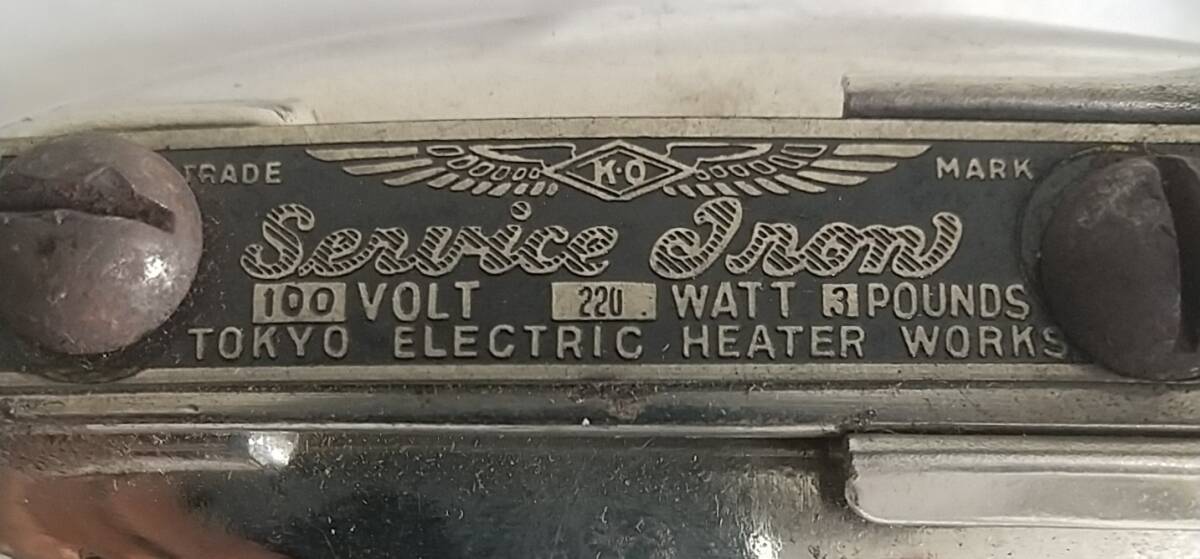 TRADE K·O MARK
Service Iron
100 VOLT 220 WATT 3 POUNDS
TOKYO ELECTRIC HEATER WORKS